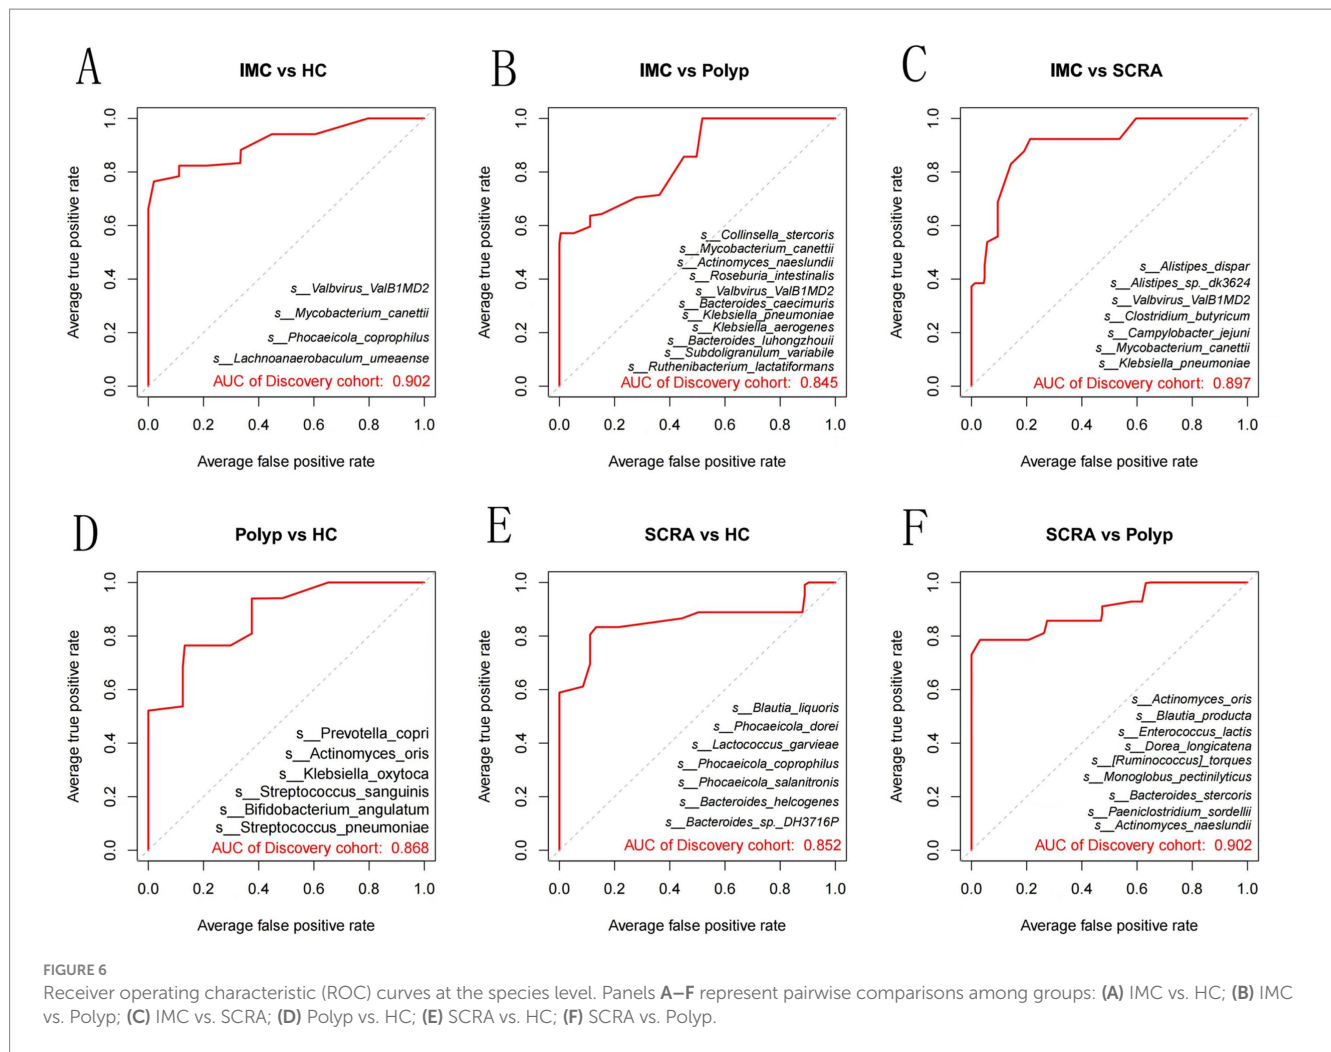 A
IMC vs HC
Average true positive rate
1.0
0.8
0.6
0.4
0.2
0.0
s__Valbvirus_ValB1MD2
s__Mycobacterium_canettii
s__Phocaeicola_coprophilus
s__Lachnoanaerobaculum_umeaense
AUC of Discovery cohort: 0.902
0.0 0.2 0.4 0.6 0.8 1.0
Average false positive rate
B
IMC vs Polyp
Average true positive rate
1.0
0.8
0.6
0.4
0.2
0.0
s__Collinsella_stercoris
s__Mycobacterium_canettii
s__Actinomyces_naeslundii
s__Roseburia_intestinalis
s__Valbvirus_ValB1MD2
s__Bacteroides_caecimuris
s__Klebsiella_pneumoniae
s__Klebsiella_aerogenes
s__Bacteroides_luhongzhouii
s__Subdoligranulum_variabile
s__Ruthenibacterium_lactatiformans
AUC of Discovery cohort: 0.845
0.0 0.2 0.4 0.6 0.8 1.0
Average false positive rate
C
IMC vs SCRA
Average true positive rate
1.0
0.8
0.6
0.4
0.2
0.0
s__Alistipes_dispar
s__Alistipes_sp._dk3624
s__Valbvirus_ValB1MD2
s__Clostridium_butyricum
s__Campylobacter_jejuni
s__Mycobacterium_canettii
s__Klebsiella_pneumoniae
AUC of Discovery cohort: 0.897
0.0 0.2 0.4 0.6 0.8 1.0
Average false positive rate
D
Polyp vs HC
Average true positive rate
1.0
0.8
0.6
0.4
0.2
0.0
s__Prevotella_copri
s__Actinomyces_oris
s__Klebsiella_oxytoca
s__Streptococcus_sanguinis
s__Bifidobacterium_angulatum
s__Streptococcus_pneumoniae
AUC of Discovery cohort: 0.868
0.0 0.2 0.4 0.6 0.8 1.0
Average false positive rate
E
SCRA vs HC
Average true positive rate
1.0
0.8
0.6
0.4
0.2
0.0
s__Blautia_liquoris
s__Phocaeicola_dorei
s__Lactococcus_garvieae
s__Phocaeicola_coprophilus
s__Phocaeicola_salanitronis
s__Bacteroides_helcogenes
s__Bacteroides_sp._DH3716P
AUC of Discovery cohort: 0.852
0.0 0.2 0.4 0.6 0.8 1.0
Average false positive rate
F
SCRA vs Polyp
Average true positive rate
1.0
0.8
0.6
0.4
0.2
0.0
s__Actinomyces_oris
s__Blautia_producta
s__Enterococcus_lactis
s__Dorea_longicatena
s__[Ruminococcus]_torques
s__Monoglobus_pectinilyticus
s__Bacteroides_stercoris
s__Paeniclostridium_sordellii
s__Actinomyces_naeslundii
AUC of Discovery cohort: 0.902
0.0 0.2 0.4 0.6 0.8 1.0
Average false positive rate
FIGURE 6
Receiver operating characteristic (ROC) curves at the species level. Panels A–F represent pairwise comparisons among groups: (A) IMC vs. HC; (B) IMC
vs. Polyp; (C) IMC vs. SCRA; (D) Polyp vs. HC; (E) SCRA vs. HC; (F) SCRA vs. Polyp.